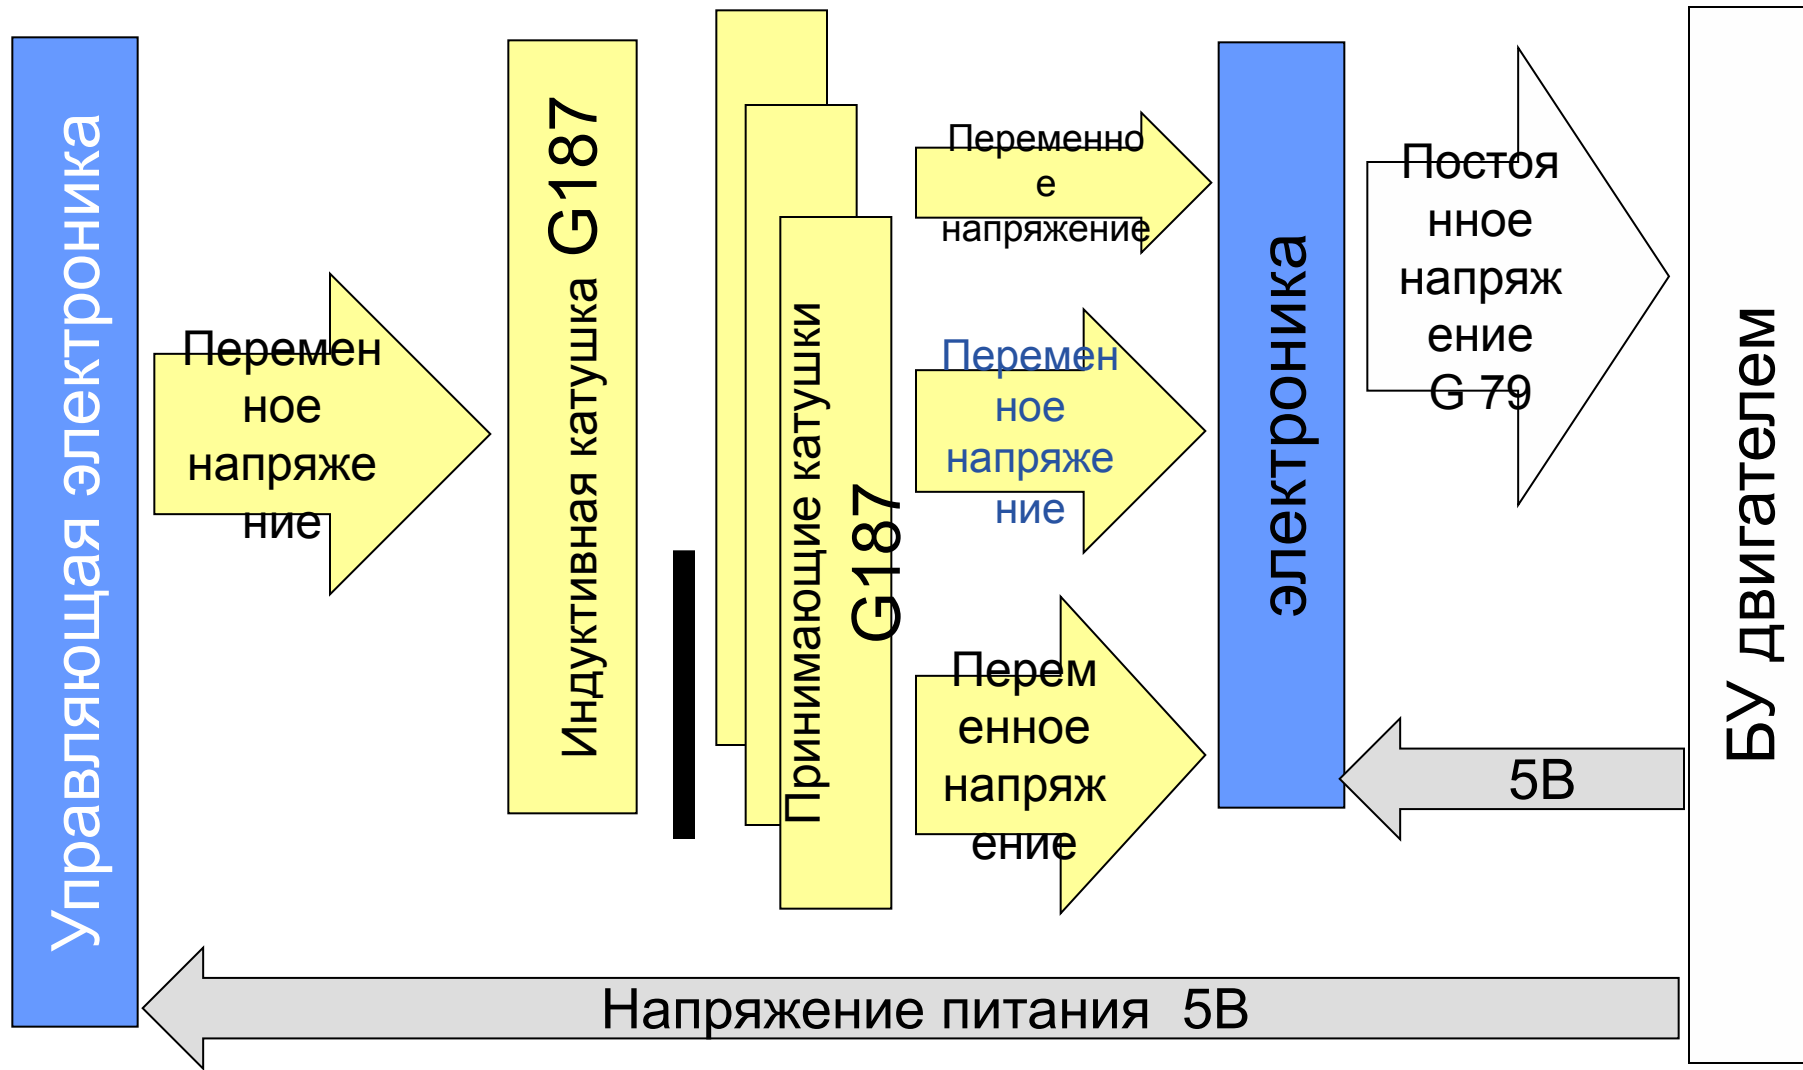 Управляющая электроника
Перемен
ное
напряже
ние
Индуктивная катушка G187
Принимающие катушки
G187
Переменно
е
напряжение
Перемен
ное
напряже
ние
Перем
енное
напряж
ение
электроника
Постоя
нное
напряж
ение
G 79
5В
БУ двигателем
Напряжение питания 5В